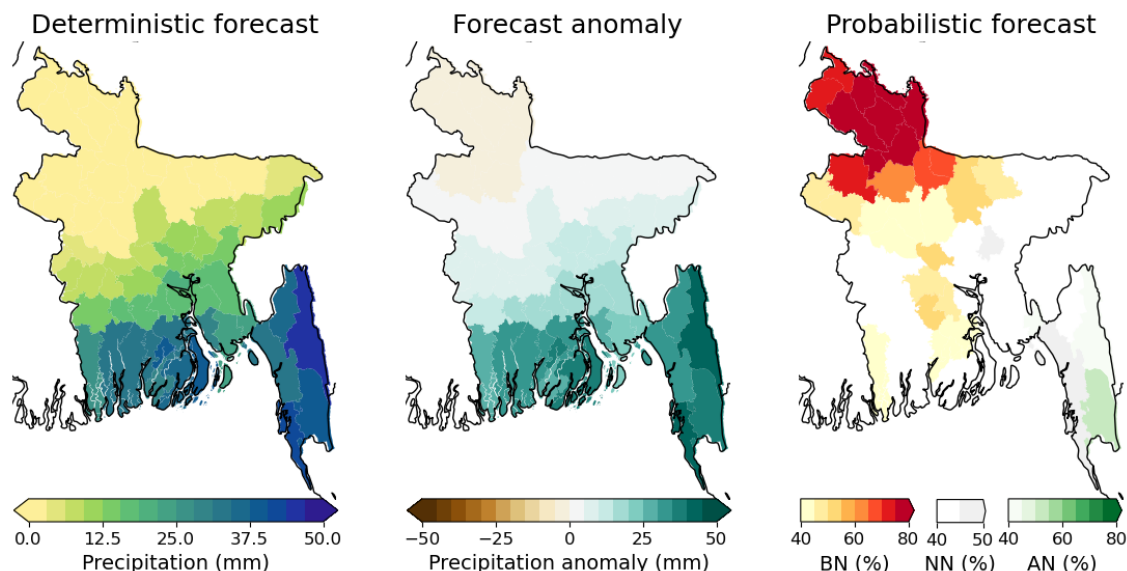 Deterministic forecast
Forecast anomaly
Probabilistic forecast
0.0 12.5 25.0 37.5 50.0
Precipitation (mm)
−50 −25 0 25 50
Precipitation anomaly (mm)
40 60 80
BN (%)
40 50
NN (%)
40 60 80
AN (%)